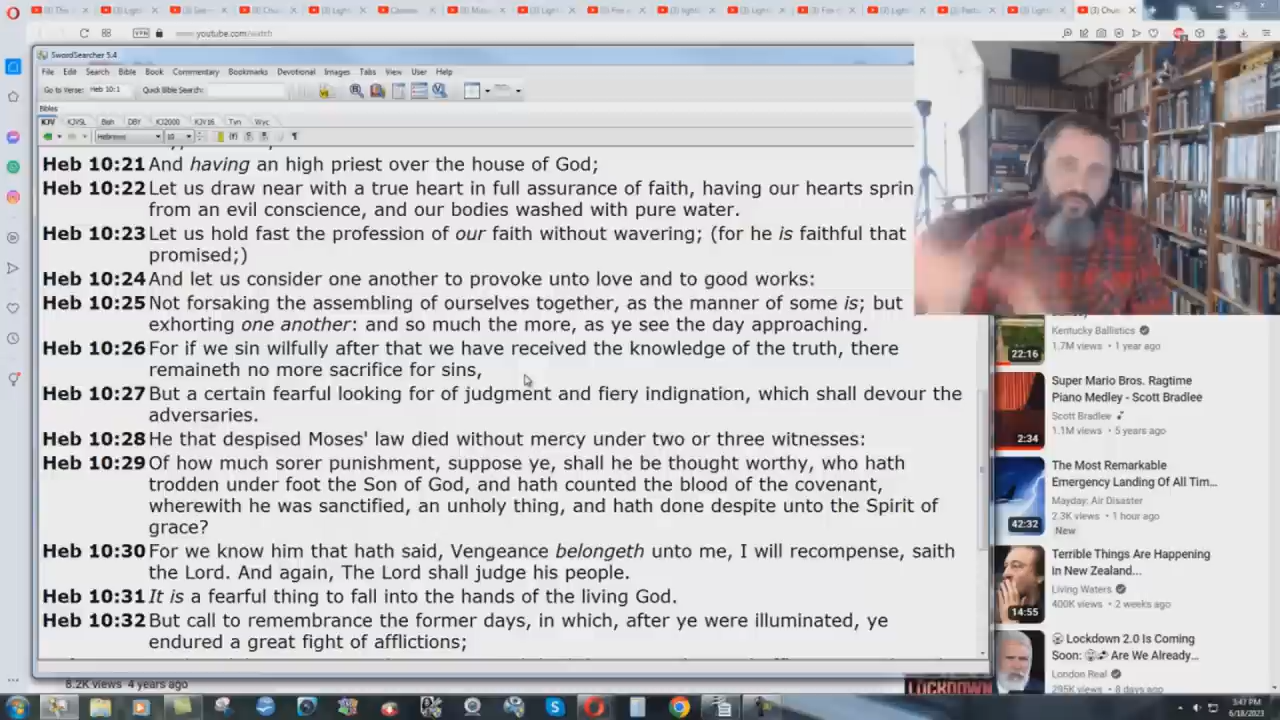 SwordSearcher 5.4
youtube.com/watch
VPN
File Edit Search Bible Book Commentary Bookmarks Devotional Images Tabs View User Help
Go to Verse: Heb 10:1 Quick Bible Search:
Bibles
KJV KJVSL Bish DBY KJ2000 KJV16 Tyn Wyc
Hebrews 10
Heb 10:21 And having an high priest over the house of God;
Heb 10:22 Let us draw near with a true heart in full assurance of faith, having our hearts sprin
from an evil conscience, and our bodies washed with pure water.
Heb 10:23 Let us hold fast the profession of our faith without wavering; (for he is faithful that
promised;)
Heb 10:24 And let us consider one another to provoke unto love and to good works:
Heb 10:25 Not forsaking the assembling of ourselves together, as the manner of some is; but
exhorting one another: and so much the more, as ye see the day approaching.
Heb 10:26 For if we sin wilfully after that we have received the knowledge of the truth, there
remaineth no more sacrifice for sins,
Heb 10:27 But a certain fearful looking for of judgment and fiery indignation, which shall devour the
adversaries.
Heb 10:28 He that despised Moses' law died without mercy under two or three witnesses:
Heb 10:29 Of how much sorer punishment, suppose ye, shall he be thought worthy, who hath
trodden under foot the Son of God, and hath counted the blood of the covenant,
wherewith he was sanctified, an unholy thing, and hath done despite unto the Spirit of
grace?
Heb 10:30 For we know him that hath said, Vengeance belongeth unto me, I will recompense, saith
the Lord. And again, The Lord shall judge his people.
Heb 10:31 It is a fearful thing to fall into the hands of the living God.
Heb 10:32 But call to remembrance the former days, in which, after ye were illuminated, ye
endured a great fight of afflictions;
8.2K views 4 years ago
Kentucky Ballistics
1.7M views • 1 year ago
22:16
Super Mario Bros. Ragtime
Piano Medley - Scott Bradlee
Scott Bradlee
1.1M views • 5 years ago
2:34
The Most Remarkable
Emergency Landing Of All Tim...
Mayday: Air Disaster
2.3K views • 1 hour ago
New
42:32
Terrible Things Are Happening
In New Zealand...
Living Waters
400K views • 2 weeks ago
14:55
Lockdown 2.0 Is Coming
Soon: Are We Already...
London Real
295K views • 8 days ago
LOCKDOWN
3:47 PM
6/18/2023